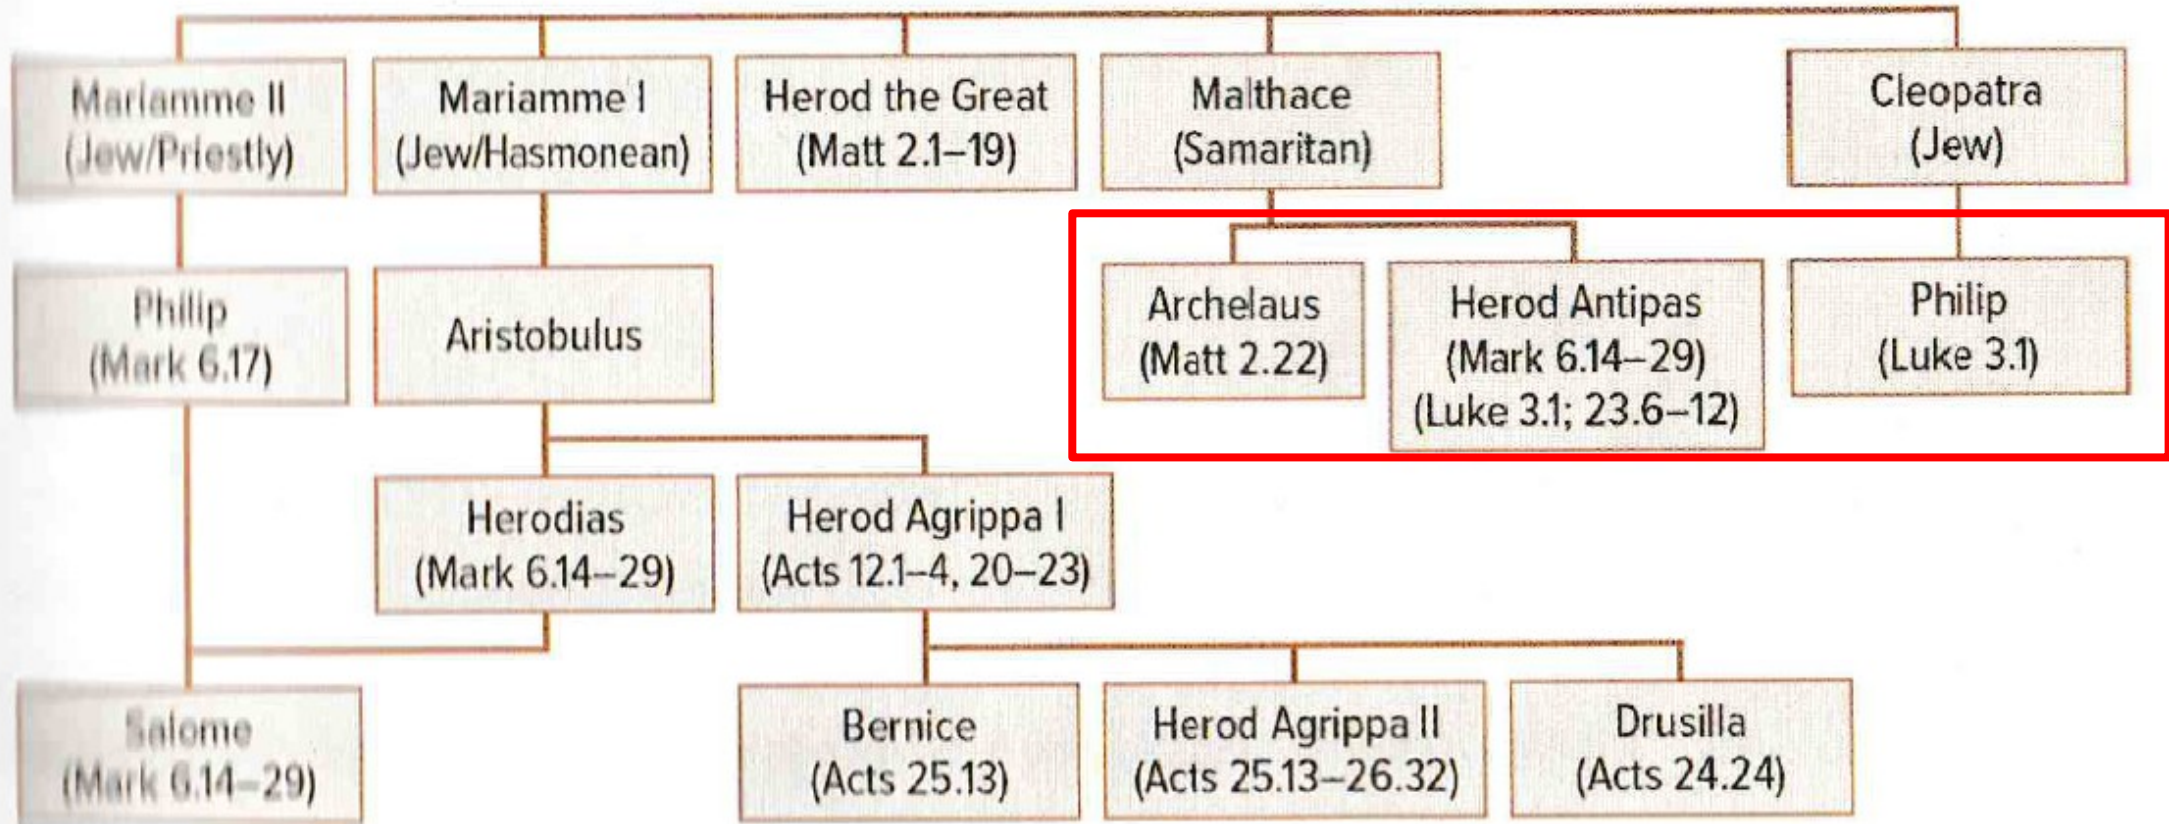 Mariamme II
(Jew/Priestly)
Mariamme I
(Jew/Hasmonean)
Herod the Great
(Matt 2.1–19)
Malthace
(Samaritan)
Cleopatra
(Jew)
Philip
(Mark 6.17)
Aristobulus
Archelaus
(Matt 2.22)
Herod Antipas
(Mark 6.14–29)
(Luke 3.1; 23.6–12)
Philip
(Luke 3.1)
Herodias
(Mark 6.14–29)
Herod Agrippa I
(Acts 12.1–4, 20–23)
Salome
(Mark 6.14–29)
Bernice
(Acts 25.13)
Herod Agrippa II
(Acts 25.13–26.32)
Drusilla
(Acts 24.24)